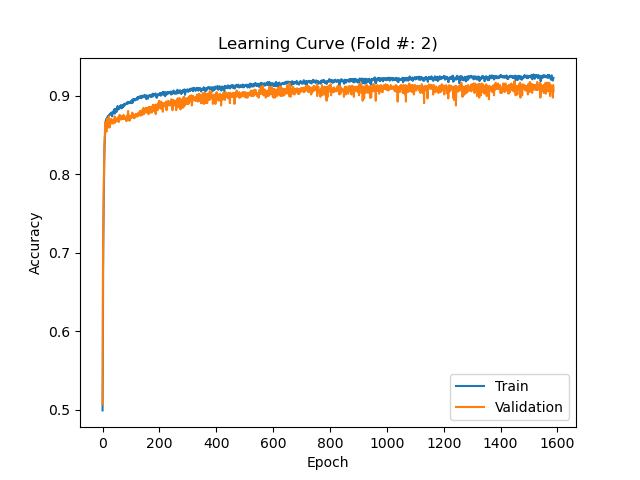 Learning Curve (Fold #: 2)
Accuracy
0.9
0.8
0.7
0.6
0.5
Train
Validation
0 200 400 600 800 1000 1200 1400 1600
Epoch